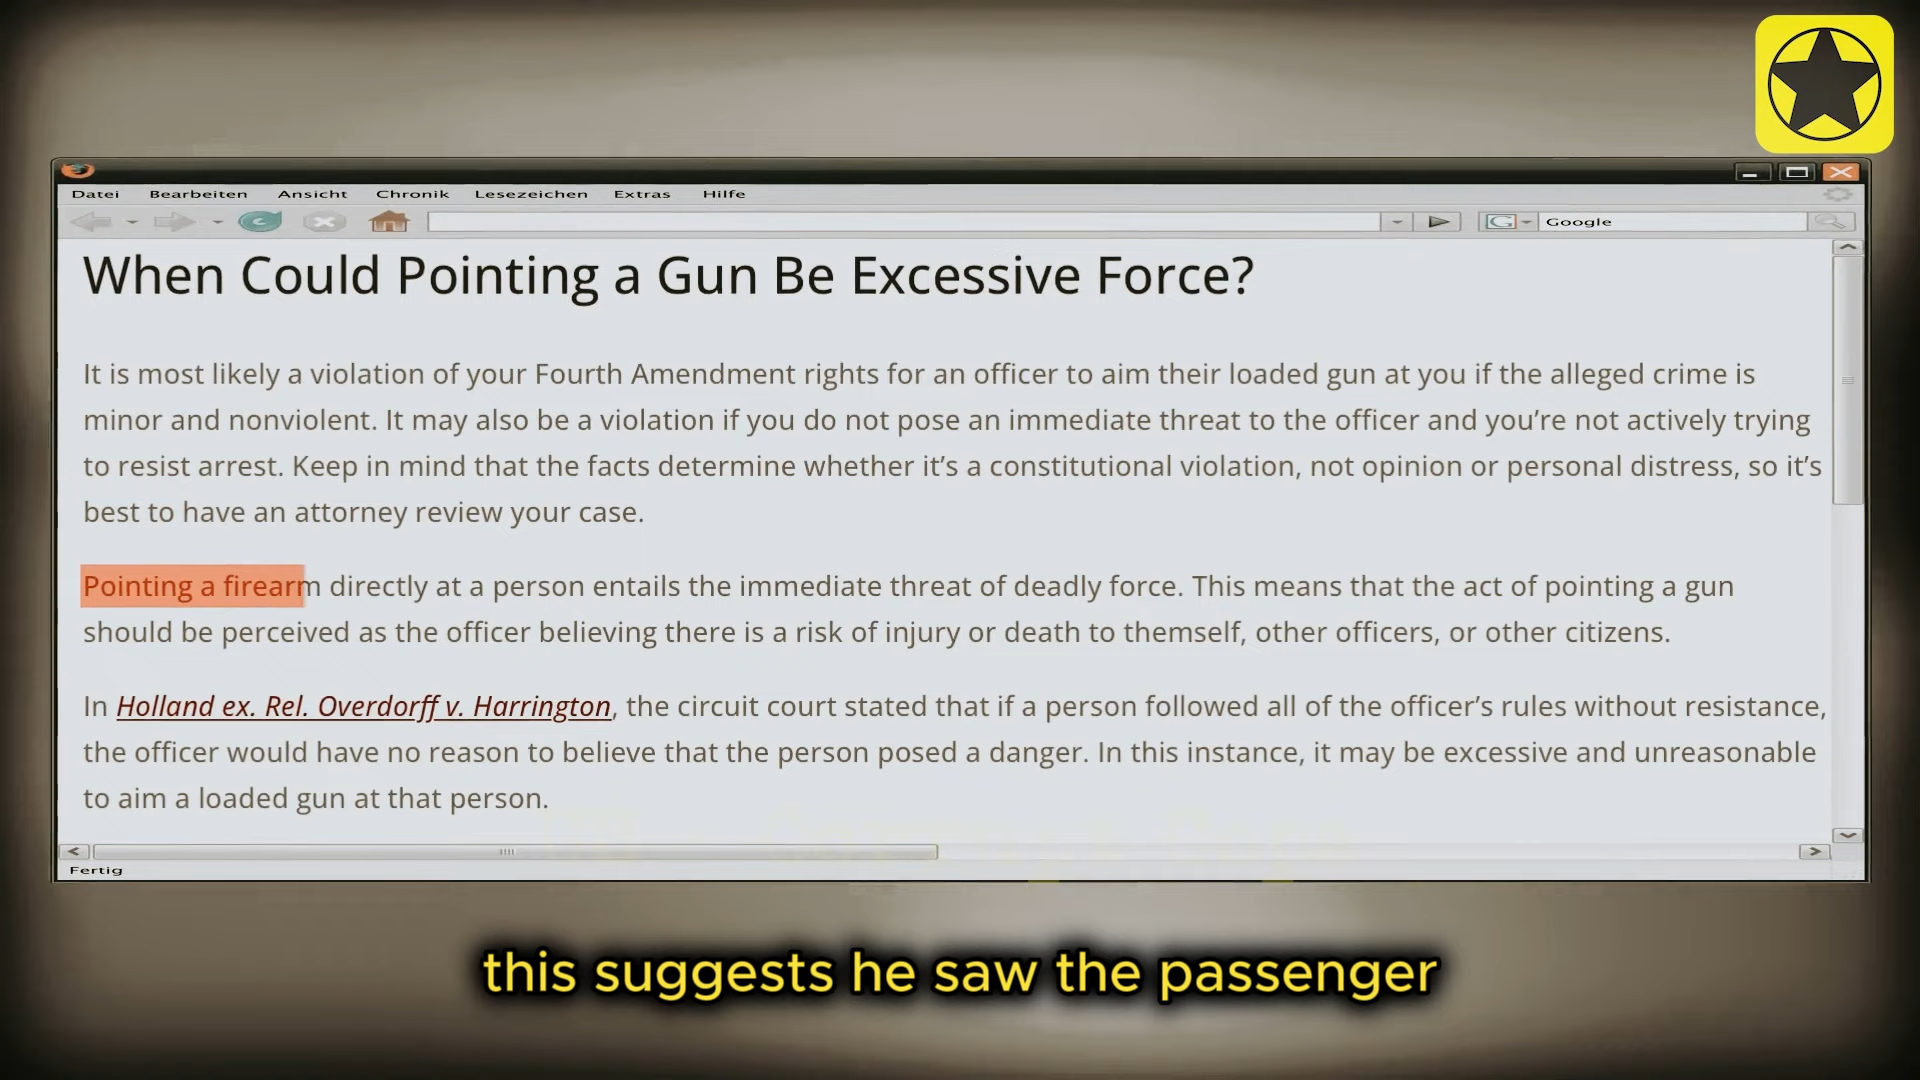 Datei Bearbeiten Ansicht Chronik Lesezeichen Extras Hilfe
Google
When Could Pointing a Gun Be Excessive Force?
It is most likely a violation of your Fourth Amendment rights for an officer to aim their loaded gun at you if the alleged crime is
minor and nonviolent. It may also be a violation if you do not pose an immediate threat to the officer and you’re not actively trying
to resist arrest. Keep in mind that the facts determine whether it’s a constitutional violation, not opinion or personal distress, so it’s
best to have an attorney review your case.
Pointing a firearm directly at a person entails the immediate threat of deadly force. This means that the act of pointing a gun
should be perceived as the officer believing there is a risk of injury or death to themself, other officers, or other citizens.
In Holland ex. Rel. Overdorff v. Harrington, the circuit court stated that if a person followed all of the officer’s rules without resistance,
the officer would have no reason to believe that the person posed a danger. In this instance, it may be excessive and unreasonable
to aim a loaded gun at that person.
Fertig
this suggests he saw the passenger